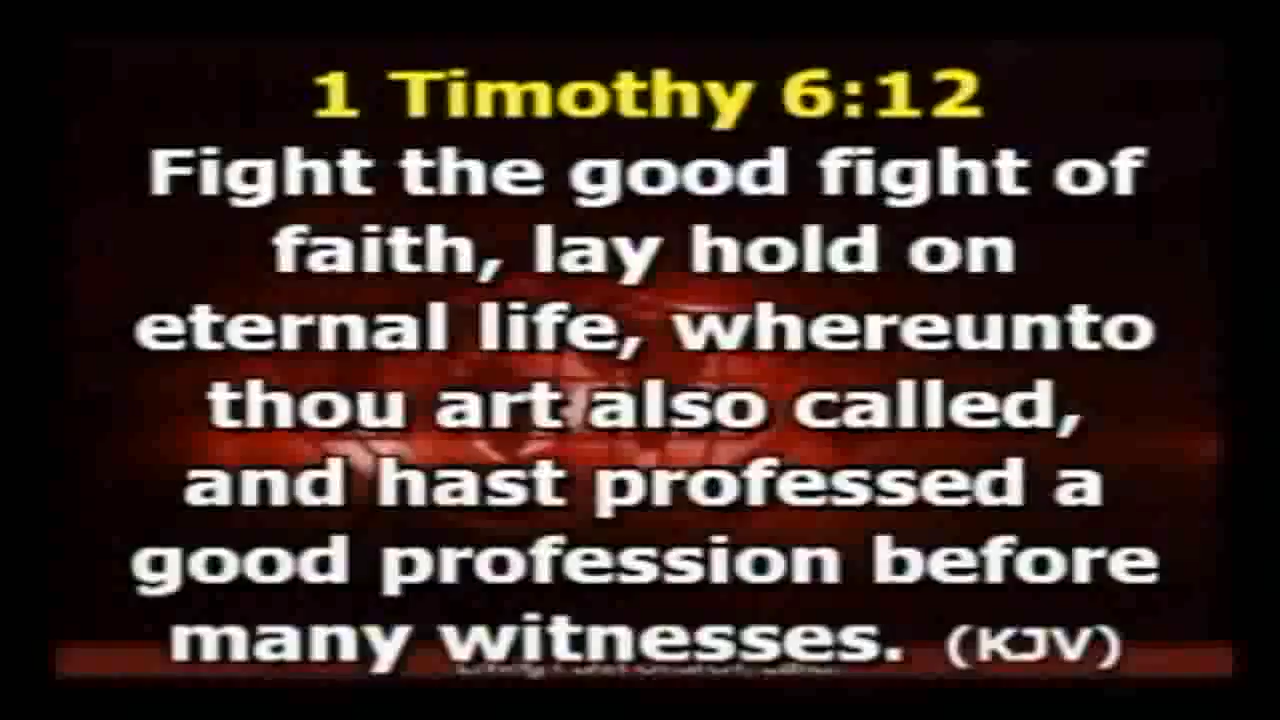 1 Timothy 6:12
Fight the good fight of
faith, lay hold on
eternal life, whereunto
thou art also called,
and hast professed a
good profession before
many witnesses. (KJV)